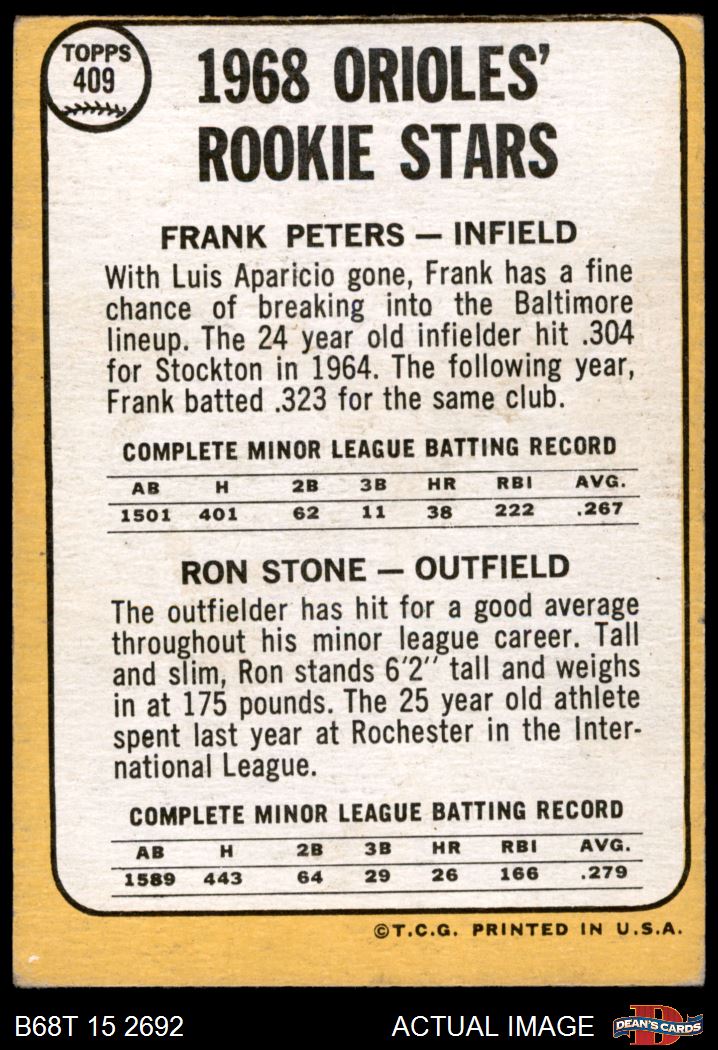 TOPPS
409
1968 ORIOLES'
ROOKIE STARS
FRANK PETERS — INFIELD
With Luis Aparicio gone, Frank has a fine
chance of breaking into the Baltimore
lineup. The 24 year old infielder hit .304
for Stockton in 1964. The following year,
Frank batted .323 for the same club.
COMPLETE MINOR LEAGUE BATTING RECORD
AB H 2B 3B HR RBI AVG.
1501 401 62 11 38 222 .267
RON STONE — OUTFIELD
The outfielder has hit for a good average
throughout his minor league career. Tall
and slim, Ron stands 6'2" tall and weighs
in at 175 pounds. The 25 year old athlete
spent last year at Rochester in the Inter-
national League.
COMPLETE MINOR LEAGUE BATTING RECORD
AB H 2B 3B HR RBI AVG.
1589 443 64 29 26 166 .279
©T.C.G. PRINTED IN U.S.A.
B68T 15 2692 ACTUAL IMAGE DEAN'S CARDS